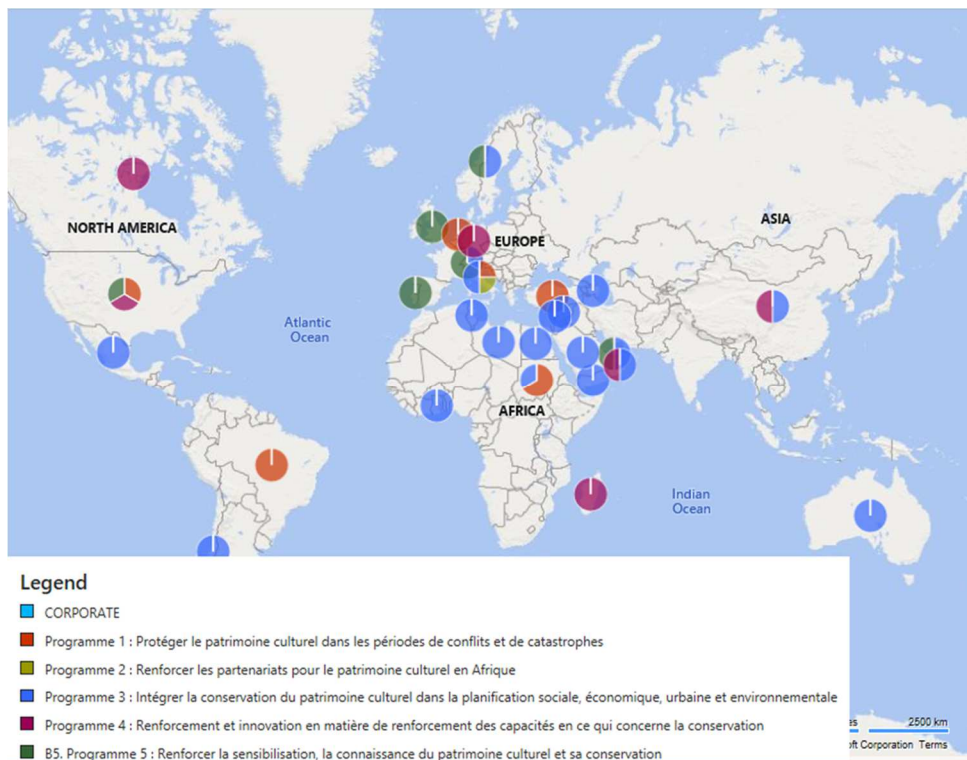 NORTH AMERICA
EUROPE
ASIA
Atlantic
Ocean
AFRICA
Indian
Ocean
Legend
CORPORATE
Programme 1 : Protéger le patrimoine culturel dans les périodes de conflits et de catastrophes
Programme 2 : Renforcer les partenariats pour le patrimoine culturel en Afrique
Programme 3 : Intégrer la conservation du patrimoine culturel dans la planification sociale, économique, urbaine et environnementale
Programme 4 : Renforcement et innovation en matière de renforcement des capacités en ce qui concerne la conservation
B5. Programme 5 : Renforcer la sensibilisation, la connaissance du patrimoine culturel et sa conservation
es 2500 km
oft Corporation Terms